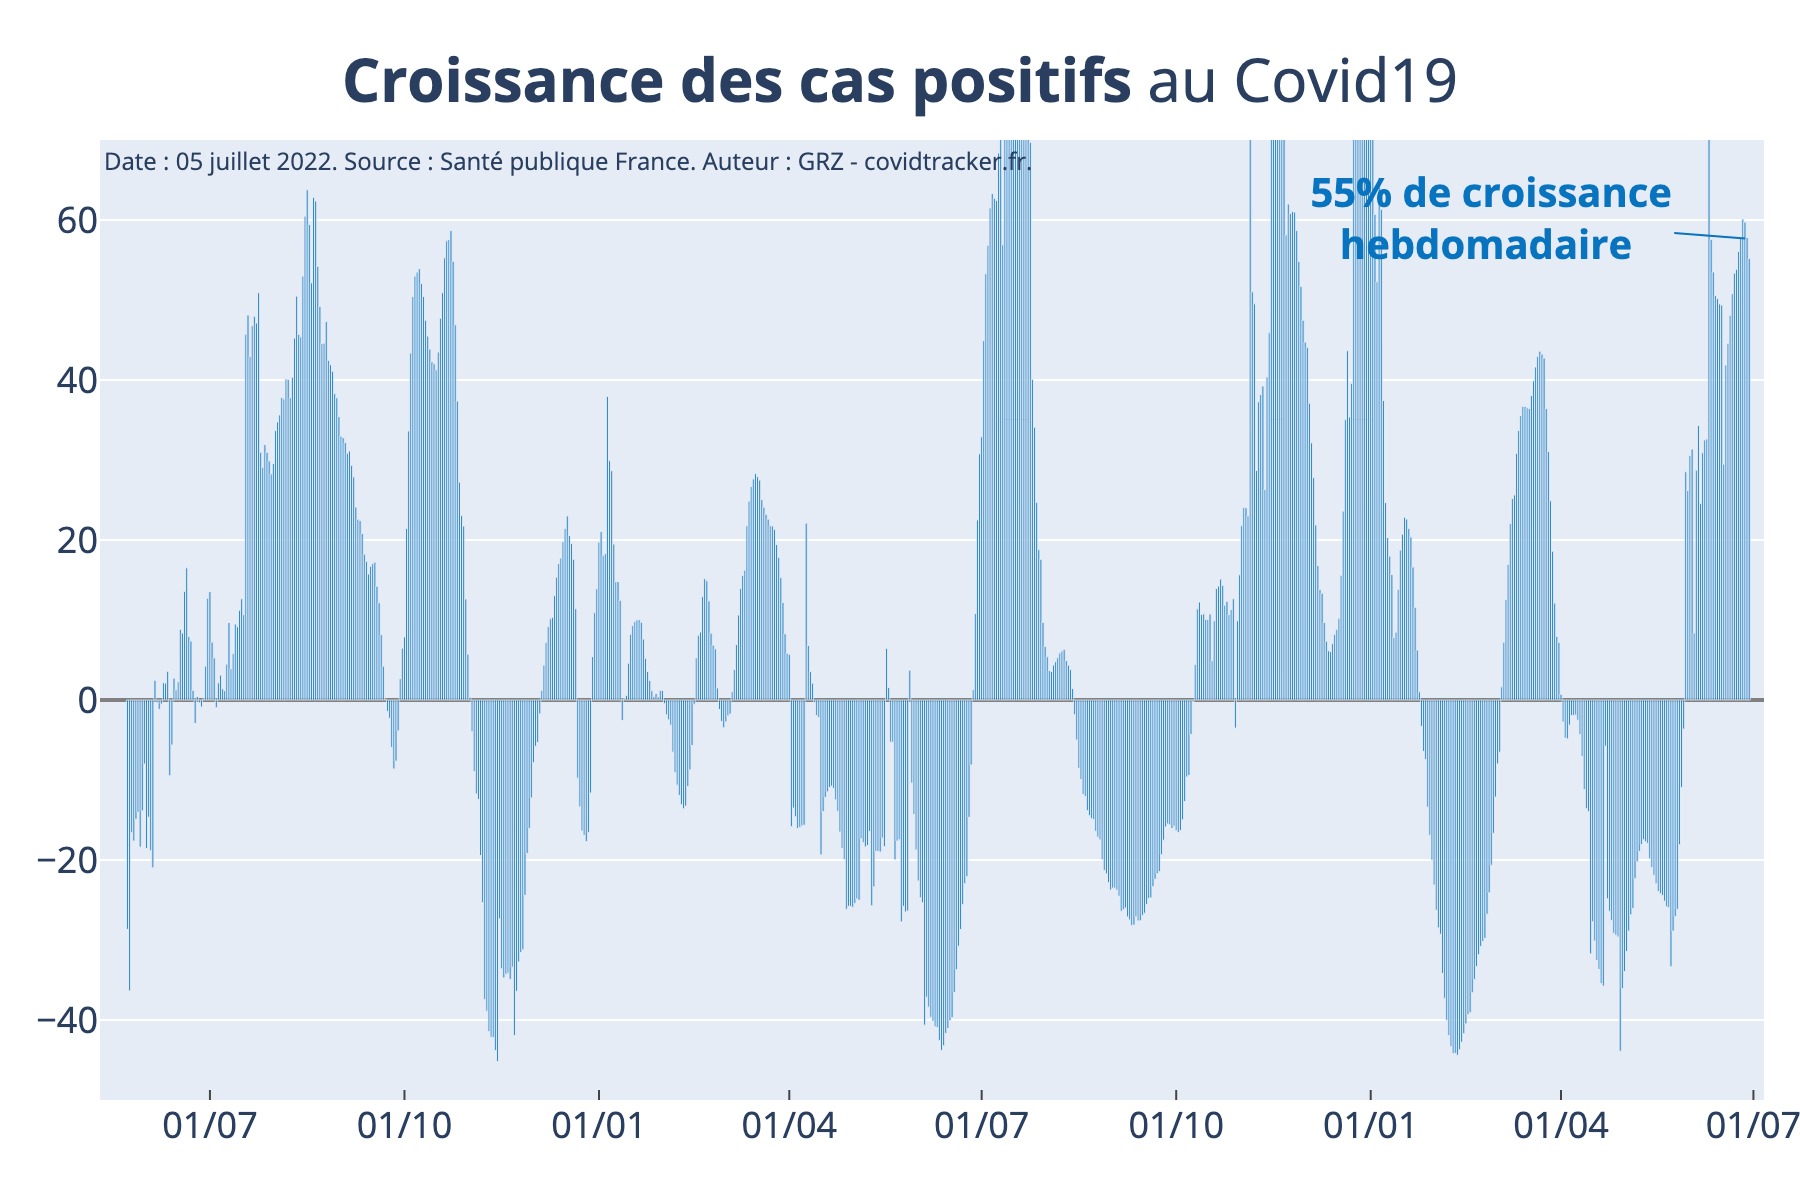 Croissance des cas positifs au Covid19
Date : 05 juillet 2022. Source : Santé publique France. Auteur : GRZ - covidtracker.fr.
55% de croissance
hebdomadaire
60
40
20
0
−20
−40
01/07 01/10 01/01 01/04 01/07 01/10 01/01 01/04 01/07